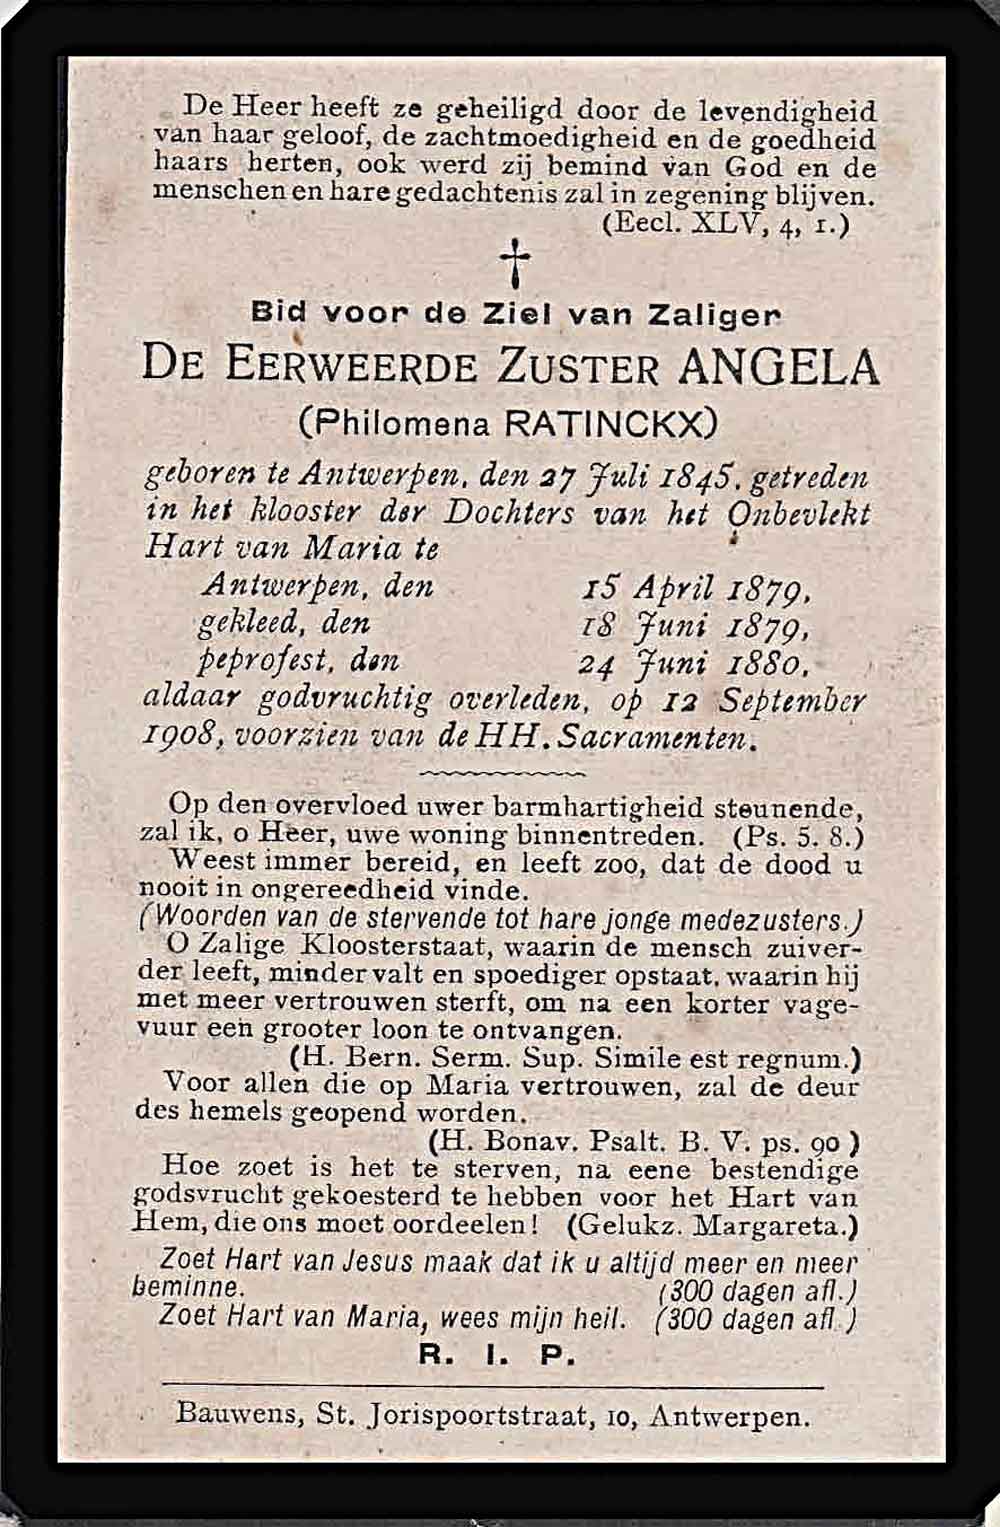 De Heer heeft ze geheiligd door de levendigheid
van haar geloof, de zachtmoedigheid en de goedheid
haars herten, ook werd zij bemind van God en de
menschen en hare gedachtenis zal in zegening blijven.
(Eecl. XLV, 4, 1.)
Bid voor de Ziel van Zaliger
DE EERWEERDE ZUSTER ANGELA
(Philomena RATINCKX)
geboren te Antwerpen, den 27 Juli 1845, getreden
in het klooster der Dochters van het Onbevlekt
Hart van Maria te
Antwerpen, den 15 April 1879,
gekleed, den 18 Juni 1879,
peprofest, den 24 Juni 1880,
aldaar godvruchtig overleden, op 12 September
1908, voorzien van de HH. Sacramenten.
Op den overvloed uwer barmhartigheid steunende,
zal ik, o Heer, uwe woning binnentreden. (Ps. 5. 8.)
Weest immer bereid, en leeft zoo, dat de dood u
nooit in ongereedheid vinde.
(Woorden van de stervende tot hare jonge medezusters.)
O Zalige Kloosterstaat, waarin de mensch zuiver-
der leeft, minder valt en spoediger opstaat, waarin hij
met meer vertrouwen sterft, om na een korter vage-
vuur een grooter loon te ontvangen.
(H. Bern. Serm. Sup. Simile est regnum.)
Voor allen die op Maria vertrouwen, zal de deur
des hemels geopend worden.
(H. Bonav. Psalt. B. V. ps. 90)
Hoe zoet is het te sterven, na eene bestendige
godsvrucht gekoesterd te hebben voor het Hart van
Hem, die ons moet oordeelen! (Gelukz. Margareta.)
Zoet Hart van Jesus maak dat ik u altijd meer en meer
beminne. (300 dagen afl.)
Zoet Hart van Maria, wees mijn heil. (300 dagen afl.)
R. I. P.
Bauwens, St. Jorispoortstraat, 10, Antwerpen.